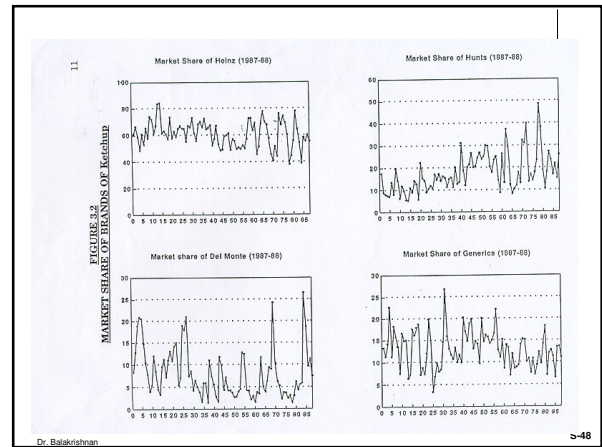 11
FIGURE 3.2
MARKET SHARE OF BRANDS OF Ketchup
Market Share of Heinz (1987-88)
100
80
60
40
20
0
0 5 10 15 20 25 30 35 40 45 50 55 60 65 70 75 80 85
Market Share of Hunts (1987-88)
60
50
40
30
20
10
0
0 5 10 15 20 25 30 35 40 45 50 55 60 65 70 75 80 85
Market share of Del Monte (1987-88)
30
25
20
15
10
5
0
0 5 10 15 20 25 30 35 40 45 50 55 60 65 70 75 80 85
Market Share of Generics (1987-88)
30
25
20
15
10
5
0
0 5 10 15 20 25 30 35 40 45 50 55 60 65 70 75 80 85
Dr. Balakrishnan
S-48